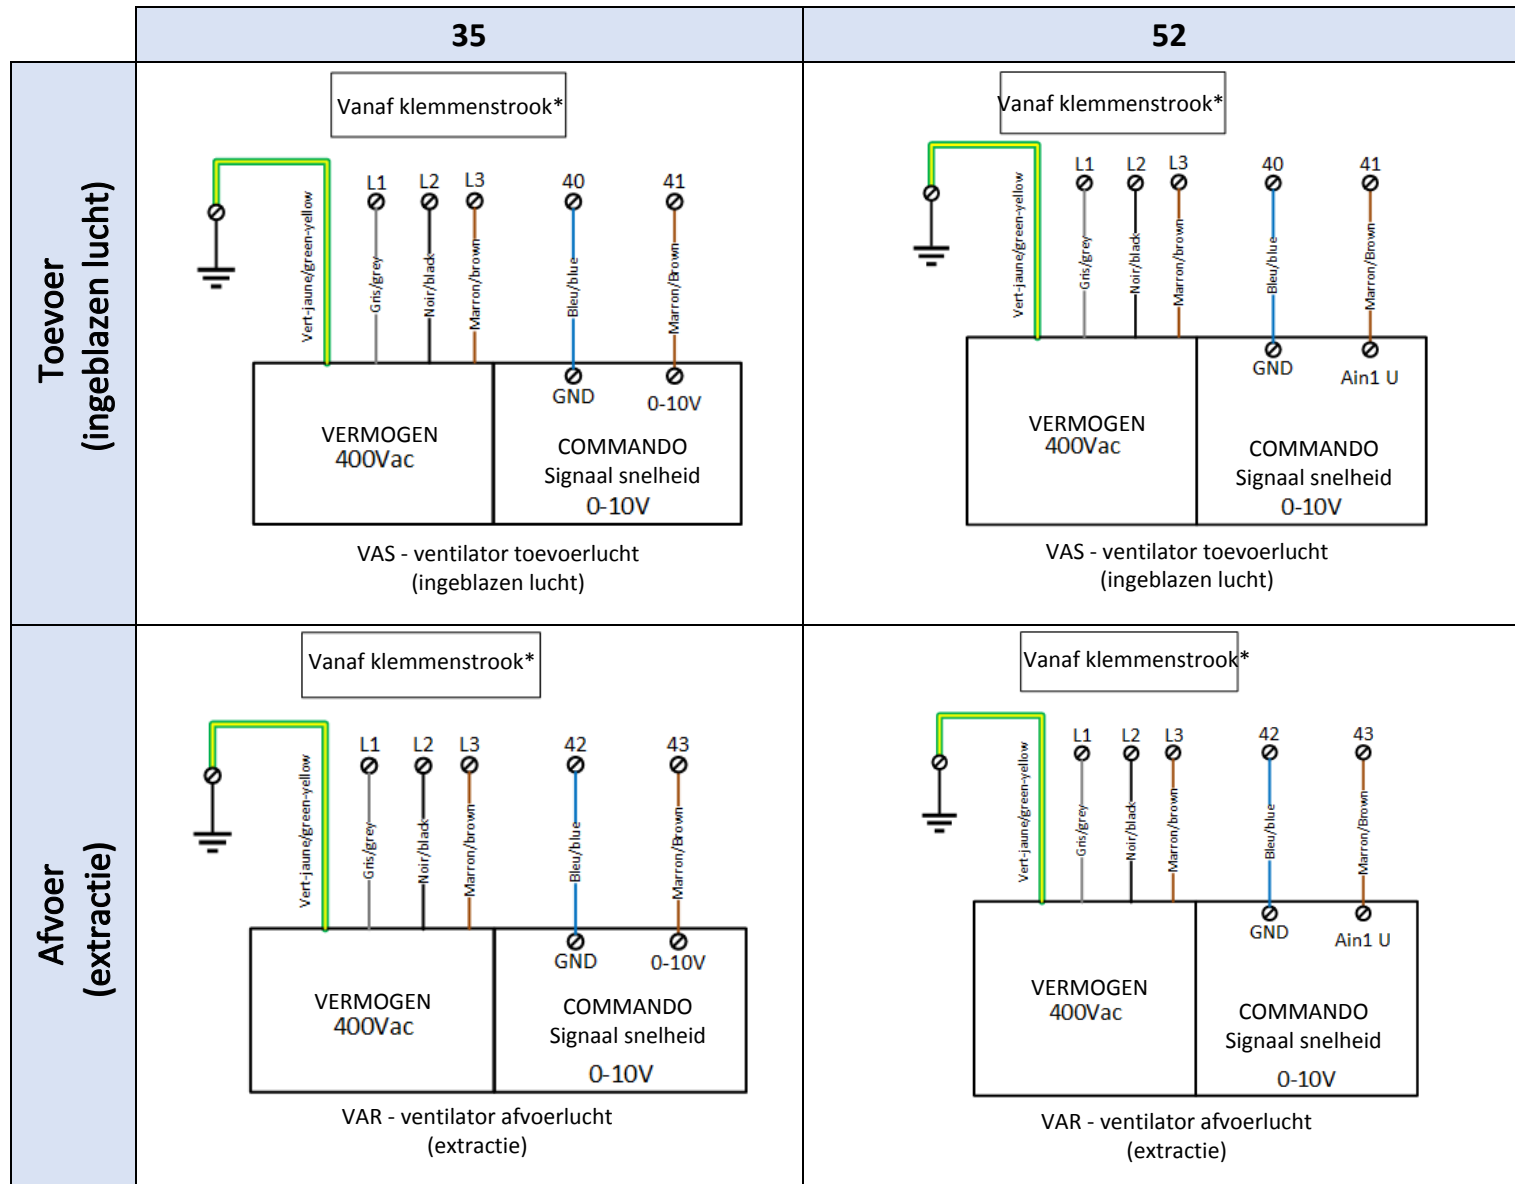 35
52
Toevoer
(ingeblazen lucht)
Vanaf klemmenstrook*
L1
L2
L3
40
41
Vert-jaune/green-yellow
Gris/grey
Noir/black
Marron/brown
Bleu/blue
Marron/Brown
GND
0-10V
VERMOGEN
400Vac
COMMANDO
Signaal snelheid
0-10V
VAS - ventilator toevoerlucht
(ingeblazen lucht)
Vanaf klemmenstrook*
L1
L2
L3
40
41
Vert-jaune/green-yellow
Gris/grey
Noir/black
Marron/brown
Bleu/blue
Marron/Brown
GND
Ain1 U
VERMOGEN
400Vac
COMMANDO
Signaal snelheid
0-10V
VAS - ventilator toevoerlucht
(ingeblazen lucht)
Afvoer
(extractie)
Vanaf klemmenstrook*
L1
L2
L3
42
43
Vert-jaune/green-yellow
Gris/grey
Noir/black
Marron/brown
Bleu/blue
Marron/Brown
GND
0-10V
VERMOGEN
400Vac
COMMANDO
Signaal snelheid
0-10V
VAR - ventilator afvoerlucht
(extractie)
Vanaf klemmenstrook*
L1
L2
L3
42
43
Vert-jaune/green-yellow
Gris/grey
Noir/black
Marron/brown
Bleu/blue
Marron/Brown
GND
Ain1 U
VERMOGEN
400Vac
COMMANDO
Signaal snelheid
0-10V
VAR - ventilator afvoerlucht
(extractie)